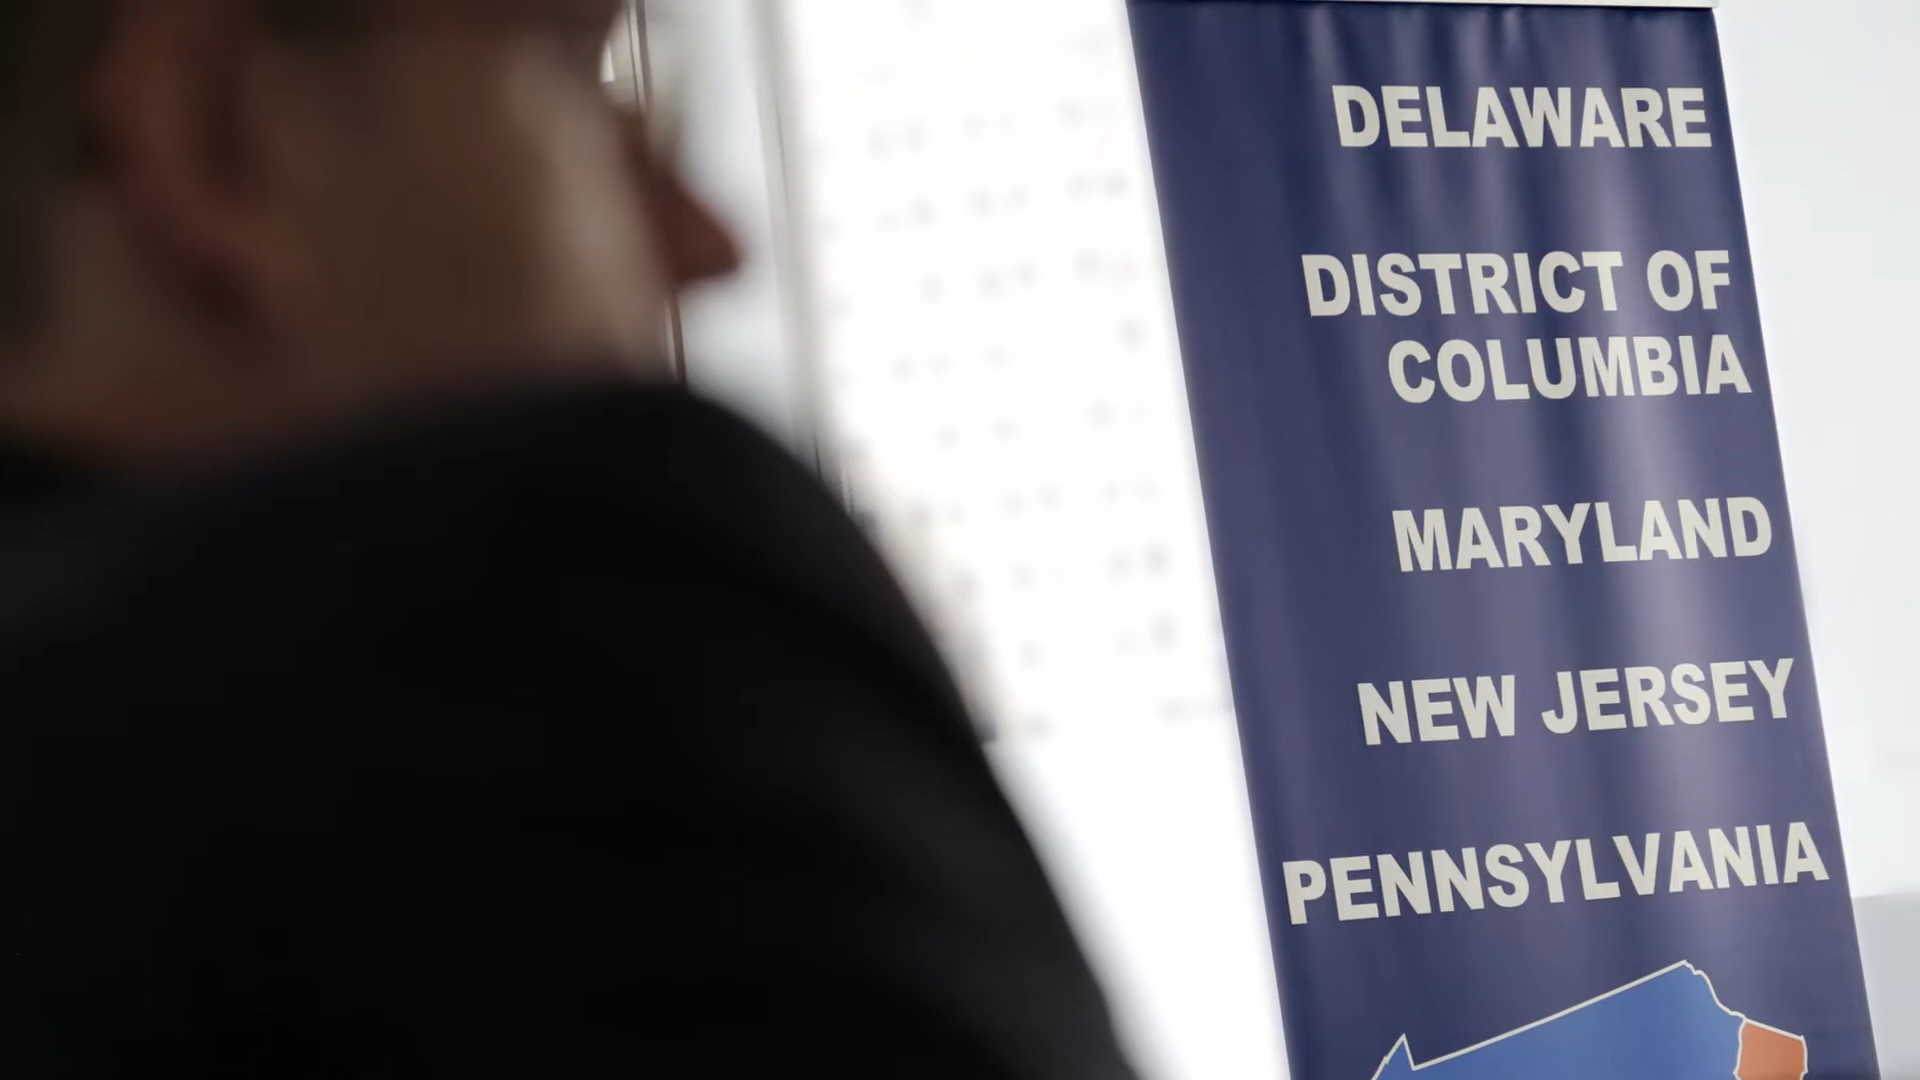 DELAWARE
DISTRICT OF
COLUMBIA
MARYLAND
NEW JERSEY
PENNSYLVANIA